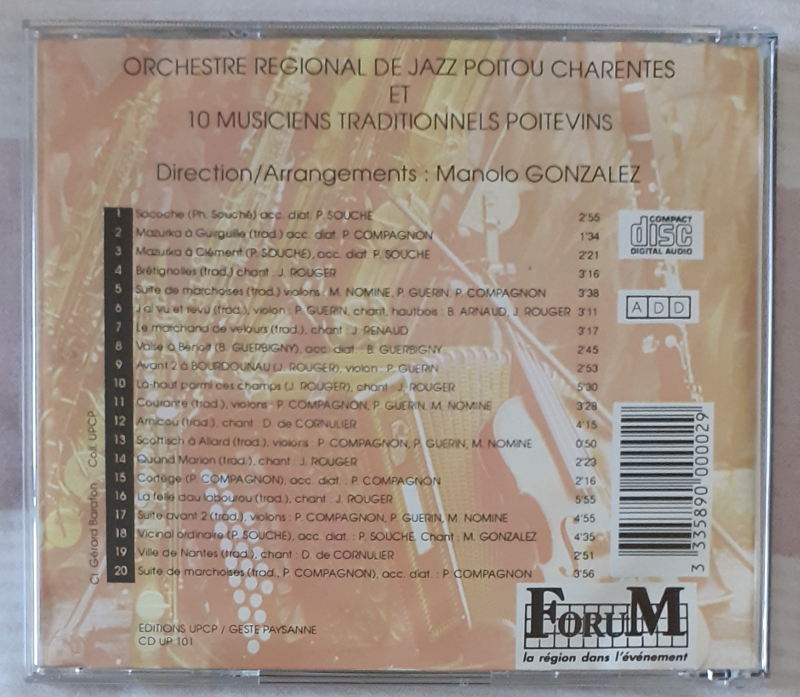 ORCHESTRE REGIONAL DE JAZZ POITOU CHARENTES
ET
10 MUSICIENS TRADITIONNELS POITEVINS
Direction/Arrangements : Manolo GONZALEZ
1 Sacoche (Ph. Souché) acc. diat. P. SOUCHE 2'55
2 Mazurka à Guirguille (trad.) acc. diat. P. COMPAGNON 1'34
3 Mazurka à Clément (P. SOUCHE), acc. diat. P. SOUCHE 2'21
4 Brétignolles (trad.) chant : J. ROUGER 3'16
5 Suite de marchoises (trad.) violons : M. NOMINE, P. GUERIN, P. COMPAGNON 3'38
6 J'ai vu et revu (trad.), violon : P. GUERIN, chant, hautbois : B. ARNAUD, J. ROUGER 3'11
7 Le marchand de velours (trad.), chant : J. RENAUD 3'17
8 Valse à Benoît (B. GUERBIGNY), acc. diat. : B. GUERBIGNY 2'45
9 Avant 2 à BOURDOUNAU (J. ROUGER), violon : P. GUERIN 2'53
10 Là-haut parmi ces champs (J. ROUGER), chant : J. ROUGER 5'30
11 Courante (trad.), violons : P. COMPAGNON, P. GUERIN, M. NOMINE 3'28
12 Arnicou (trad.), chant : D. de CORNULIER 4'15
13 Scottisch à Allard (trad.), violons : P. COMPAGNON, P. GUERIN, M. NOMINE 0'50
14 Quand Marion (trad.), chant : J. ROUGER 2'23
15 Cortège (P. COMPAGNON), acc. diat. : P. COMPAGNON 2'16
16 La feille dau labourou (trad.), chant : J. ROUGER 5'55
17 Suite avant 2 (trad.), violons : P. COMPAGNON, P. GUERIN, M. NOMINE 4'55
18 Vicinal ordinaire (P. SOUCHE), acc. diat. : P. SOUCHE, Chant : M. GONZALEZ 4'35
19 Ville de Nantes (trad.), chant : D. de CORNULIER 2'51
20 Suite de marchoises (trad., P. COMPAGNON), acc. diat. : P. COMPAGNON 3'56
COMPACT
disc
DIGITAL AUDIO
A D D
3 335890 000029
Cl. Gérard Baraton Coll. UPCP
EDITIONS UPCP / GESTE PAYSANNE
CD UP 101
FORUM
la région dans l'événement